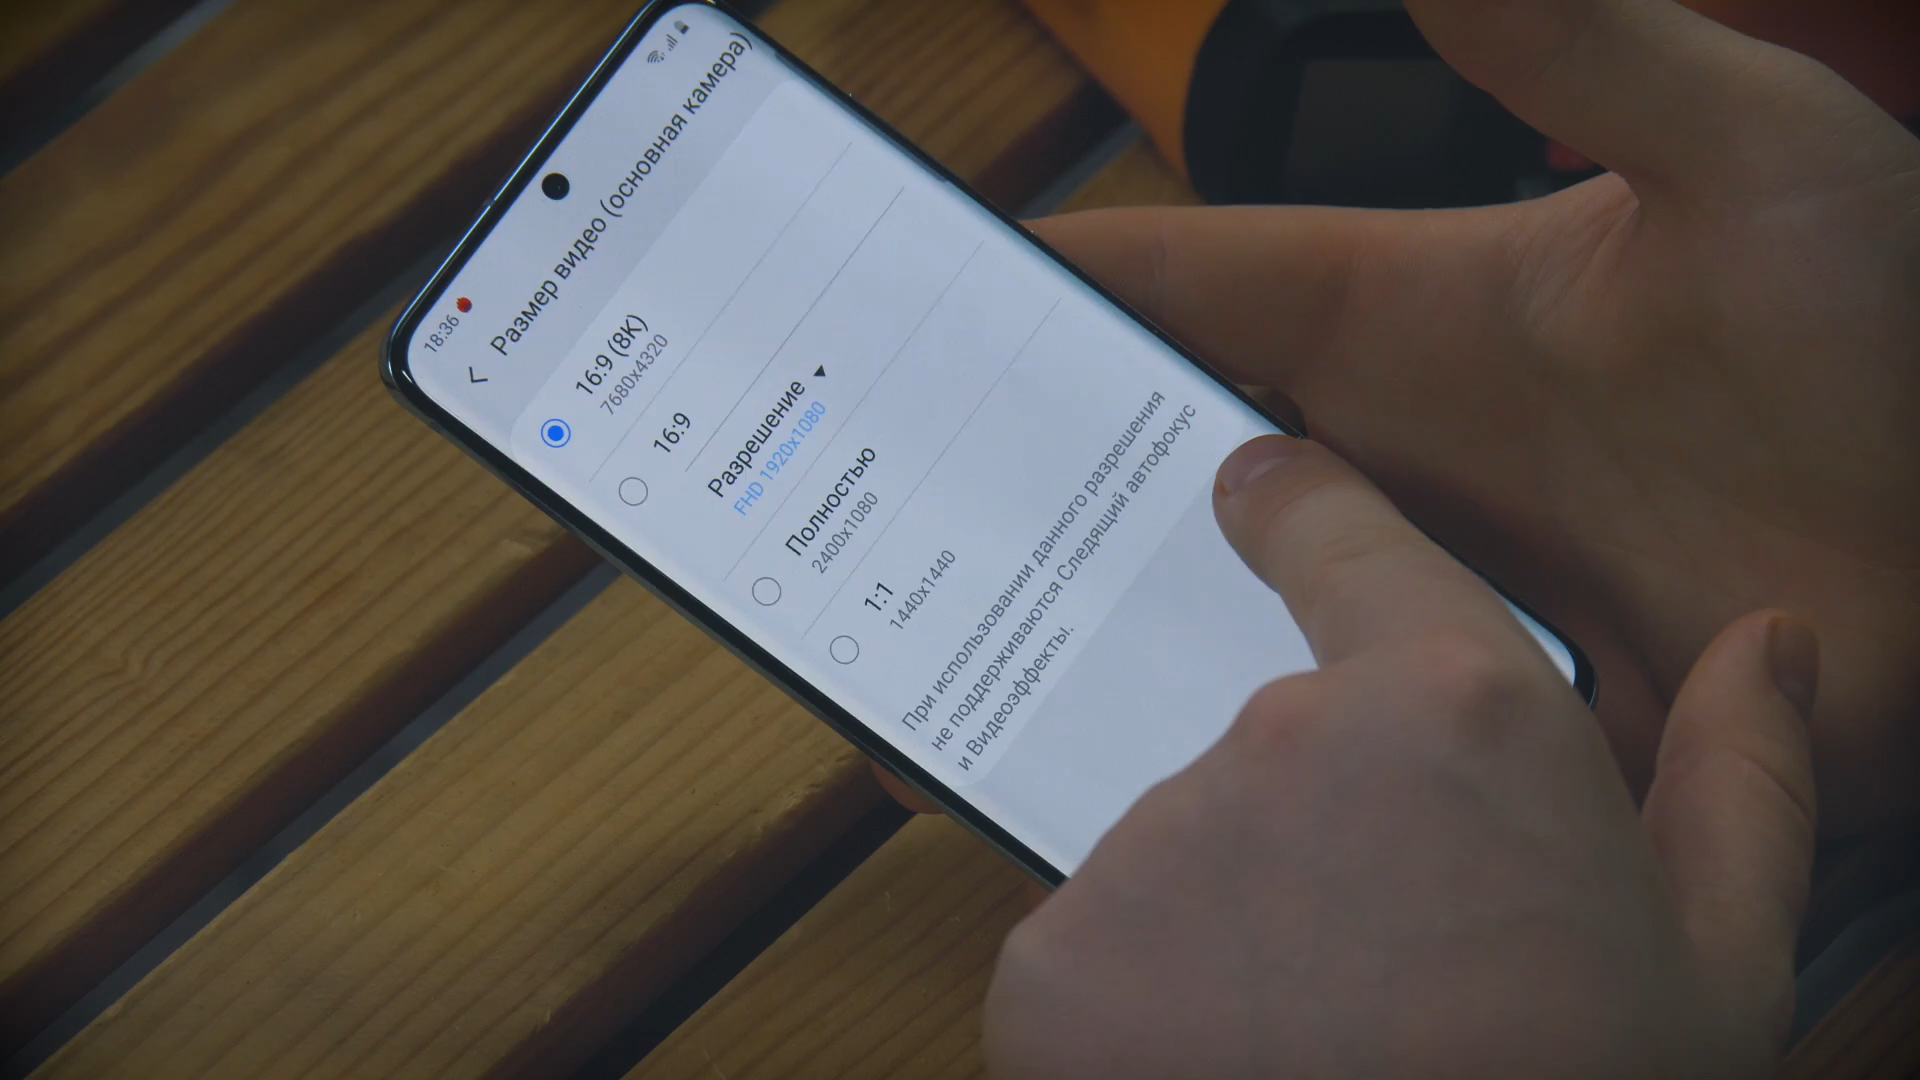 18:36
Размер видео (основная камера)
16:9 (8K)
7680x4320
16:9
Разрешение
FHD 1920x1080
Полностью
2400x1080
1:1
1440x1440
При использовании данного разрешения
не поддерживаются Следящий автофокус
и Видеоэффекты.